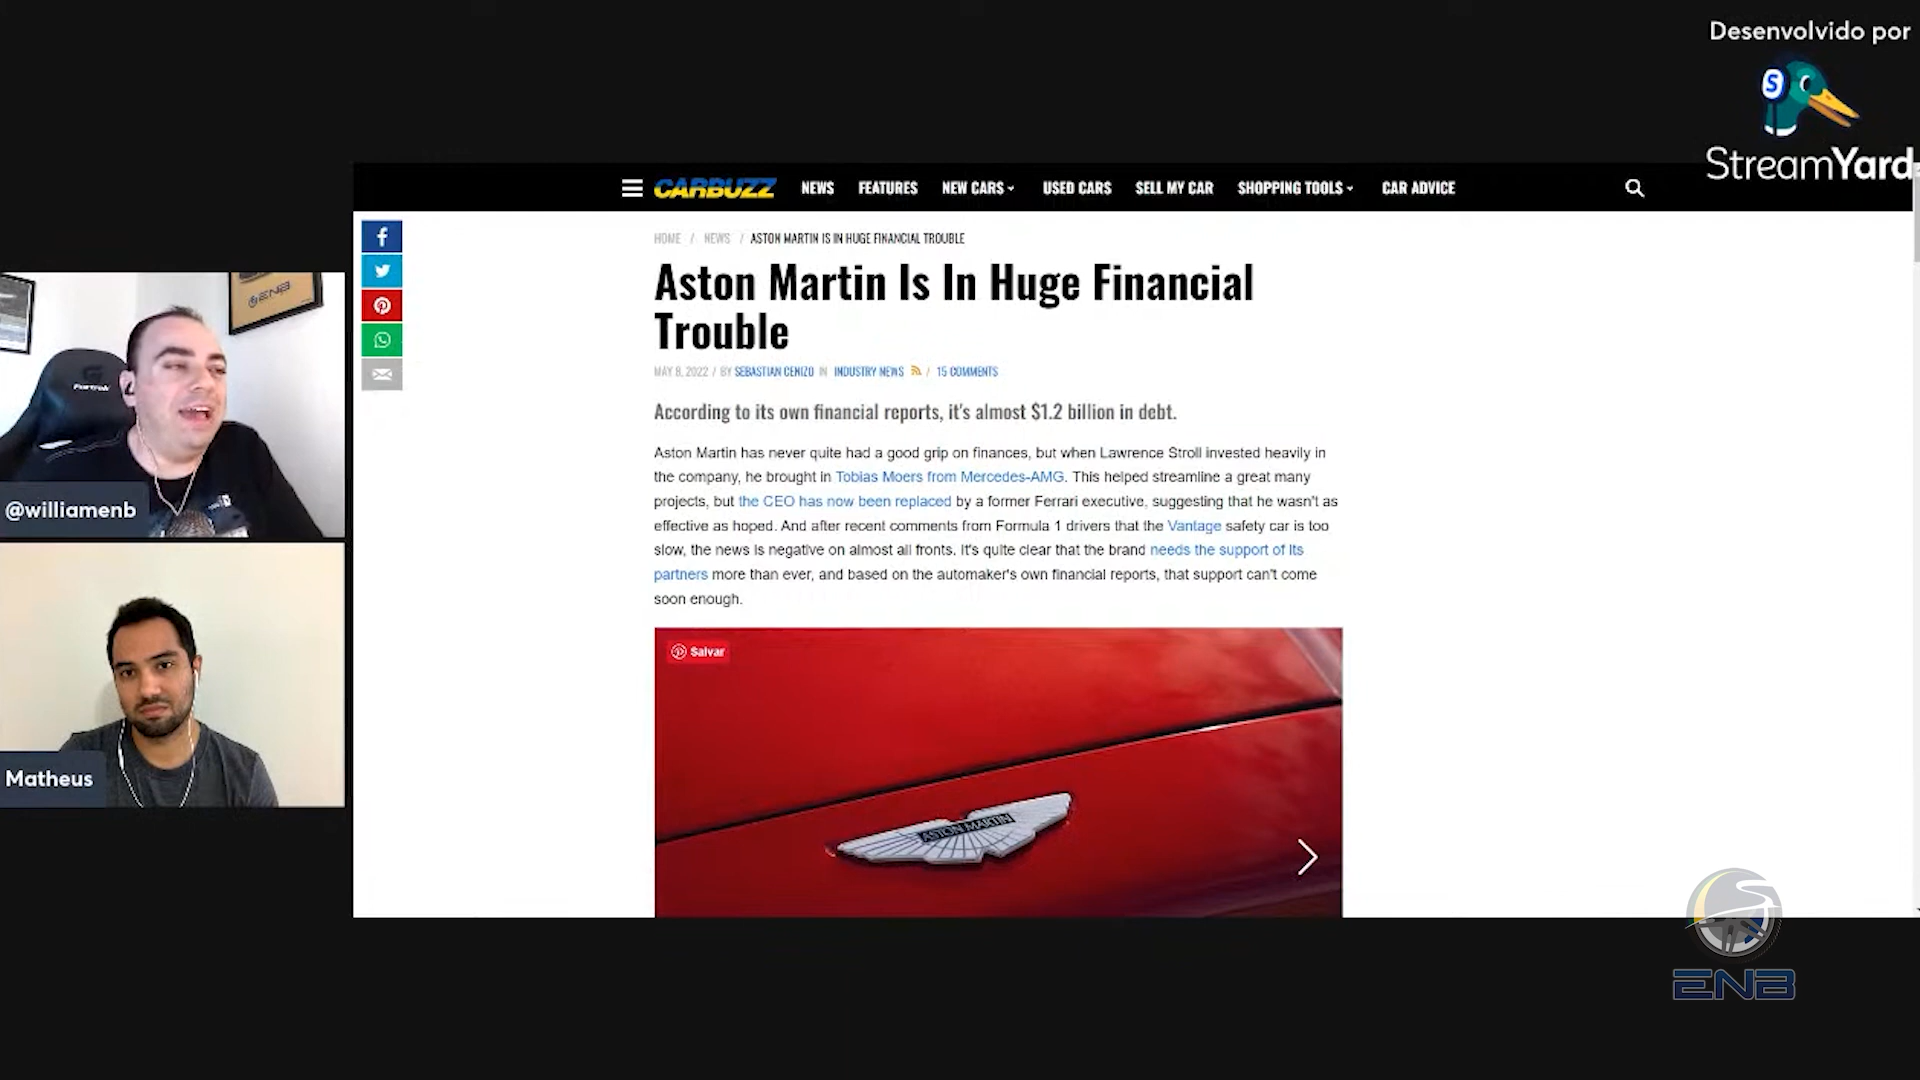 Desenvolvido por
StreamYard
CARBUZZ NEWS FEATURES NEW CARS USED CARS SELL MY CAR SHOPPING TOOLS CAR ADVICE
HOME / NEWS / ASTON MARTIN IS IN HUGE FINANCIAL TROUBLE
Aston Martin Is In Huge Financial
Trouble
MAY 8, 2022 / BY SEBASTIAN CENIZO IN INDUSTRY NEWS / 15 COMMENTS
According to its own financial reports, it's almost $1.2 billion in debt.
Aston Martin has never quite had a good grip on finances, but when Lawrence Stroll invested heavily in
the company, he brought in Tobias Moers from Mercedes-AMG. This helped streamline a great many
projects, but the CEO has now been replaced by a former Ferrari executive, suggesting that he wasn't as
effective as hoped. And after recent comments from Formula 1 drivers that the Vantage safety car is too
slow, the news is negative on almost all fronts. It's quite clear that the brand needs the support of its
partners more than ever, and based on the automaker's own financial reports, that support can't come
soon enough.
Salvar
ASTON MARTIN
ENB
Fortrek
@williamenb
Matheus
ENB